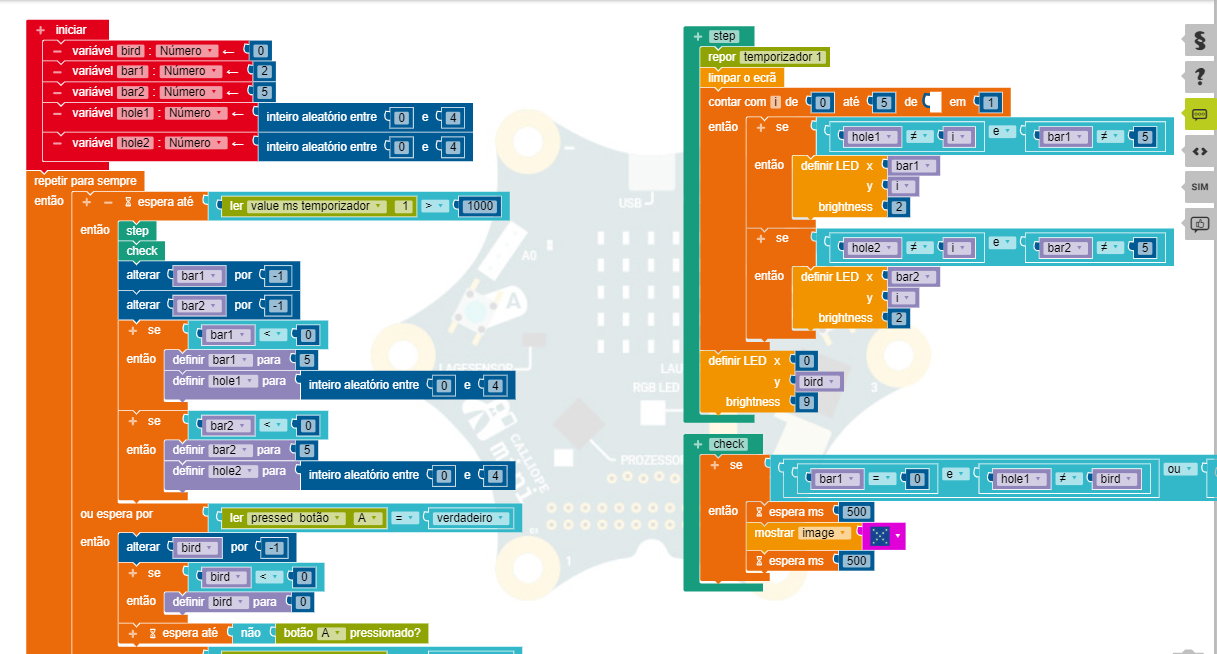 + iniciar
− variável bird : Número ← 0
− variável bar1 : Número ← 2
− variável bar2 : Número ← 5
− variável hole1 : Número ← inteiro aleatório entre 0 e 4
− variável hole2 : Número ← inteiro aleatório entre 0 e 4
repetir para sempre
então + − espera até ler value ms temporizador 1 > 1000
então step
check
alterar bar1 por -1
alterar bar2 por -1
+ se bar1 < 0
então definir bar1 para 5
definir hole1 para inteiro aleatório entre 0 e 4
+ se bar2 < 0
então definir bar2 para 5
definir hole2 para inteiro aleatório entre 0 e 4
ou espera por ler pressed botão A = verdadeiro
então alterar bird por -1
+ se bird < 0
então definir bird para 0
+ espera até não botão A pressionado?
+ step
repor temporizador 1
limpar o ecrã
contar com i de 0 até 5 de em 1
então + se hole1 ≠ i e bar1 ≠ 5
então definir LED x bar1
y i
brightness 2
+ se hole2 ≠ i e bar2 ≠ 5
então definir LED x bar2
y i
brightness 2
definir LED x 0
y bird
brightness 9
+ check
+ se bar1 = 0 e hole1 ≠ bird ou
então espera ms 500
mostrar image
espera ms 500
USB
A0
A
LAGESENSOR
RGB LED
3
PROZESSO
CALLIOPE
mini
1
§
?
<>
SIM